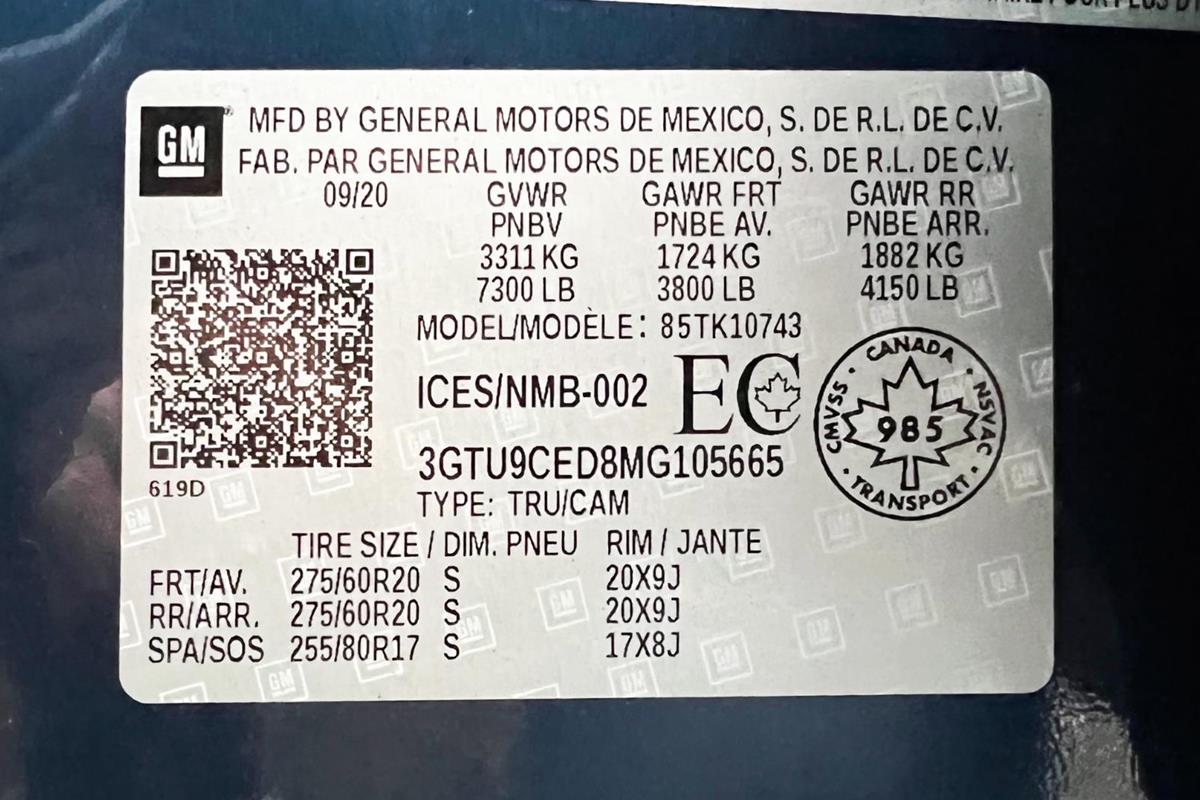 GM
MFD BY GENERAL MOTORS DE MEXICO, S. DE R.L. DE C.V.
FAB. PAR GENERAL MOTORS DE MEXICO, S. DE R.L. DE C.V.
09/20 GVWR GAWR FRT GAWR RR
PNBV PNBE AV. PNBE ARR.
3311 KG 1724 KG 1882 KG
7300 LB 3800 LB 4150 LB
MODEL/MODÈLE: 85TK10743
ICES/NMB-002 EC
3GTU9CED8MG105665
TYPE: TRU/CAM
619D
CANADA
CMVSS · NSVAC
985
TRANSPORT
TIRE SIZE / DIM. PNEU RIM / JANTE
FRT/AV. 275/60R20 S 20X9J
RR/ARR. 275/60R20 S 20X9J
SPA/SOS 255/80R17 S 17X8J